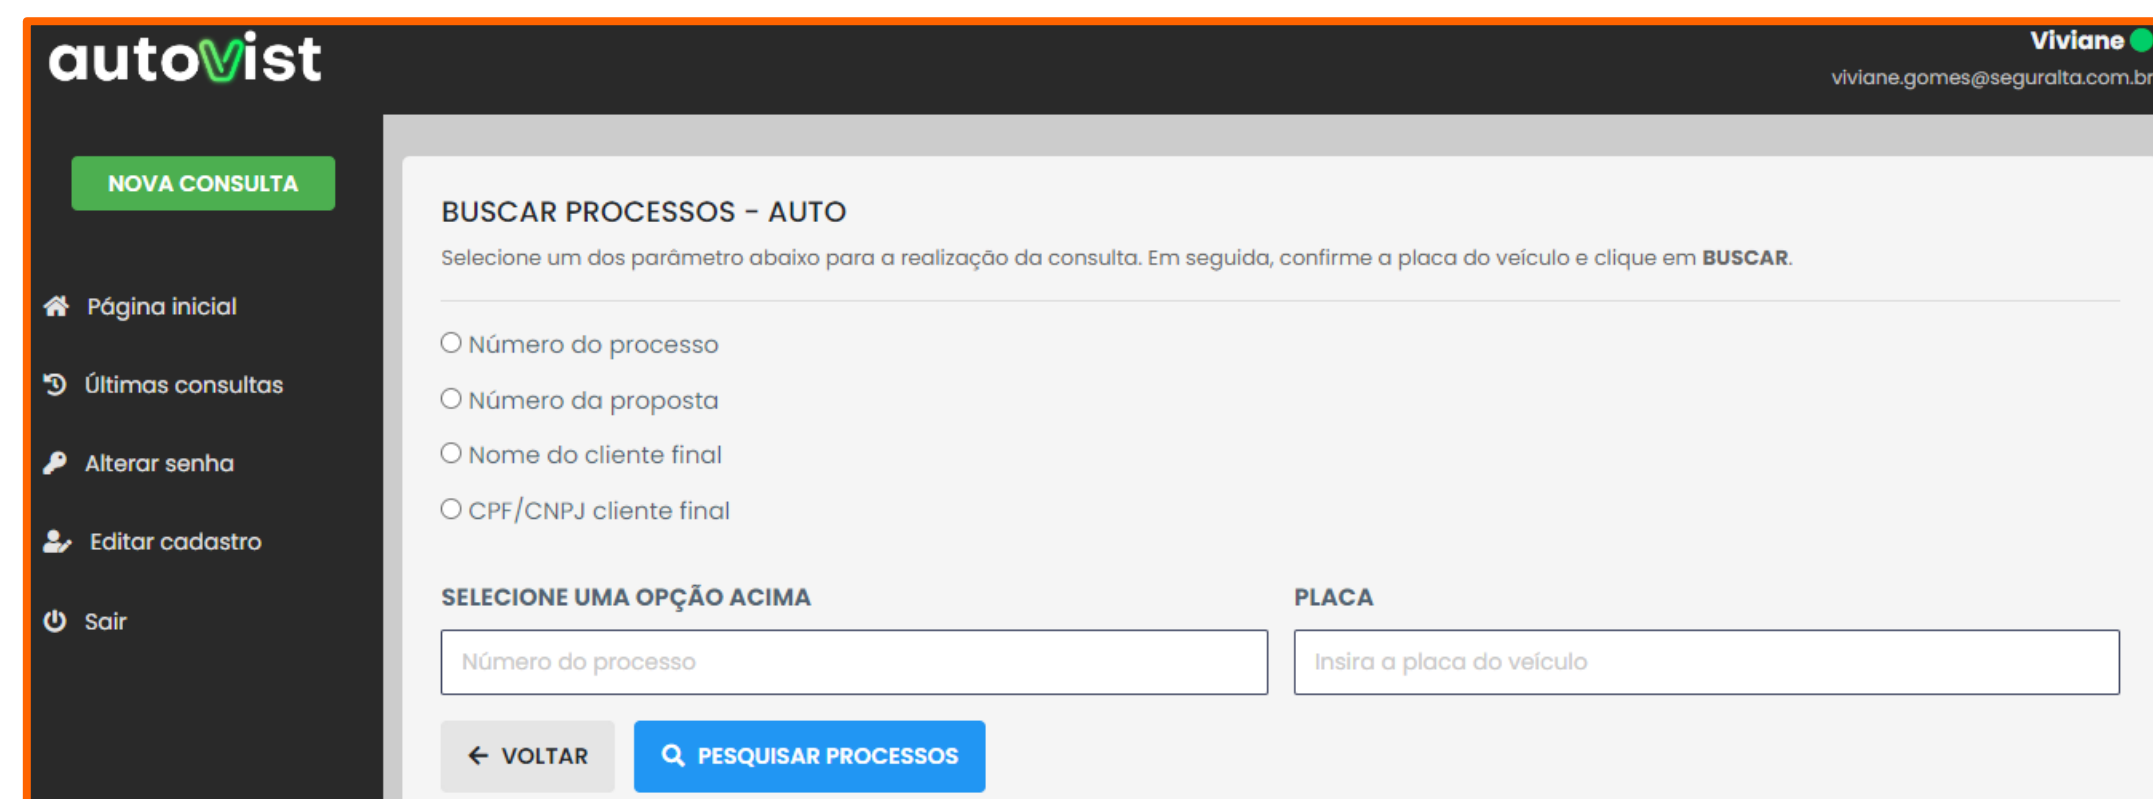 autovist
Viviane
viviane.gomes@seguralta.com.br
NOVA CONSULTA
Página inicial
Últimas consultas
Alterar senha
Editar cadastro
Sair
BUSCAR PROCESSOS - AUTO
Selecione um dos parâmetro abaixo para a realização da consulta. Em seguida, confirme a placa do veículo e clique em BUSCAR.
Número do processo
Número da proposta
Nome do cliente final
CPF/CNPJ cliente final
SELECIONE UMA OPÇÃO ACIMA
PLACA
Número do processo
Insira a placa do veículo
VOLTAR
PESQUISAR PROCESSOS